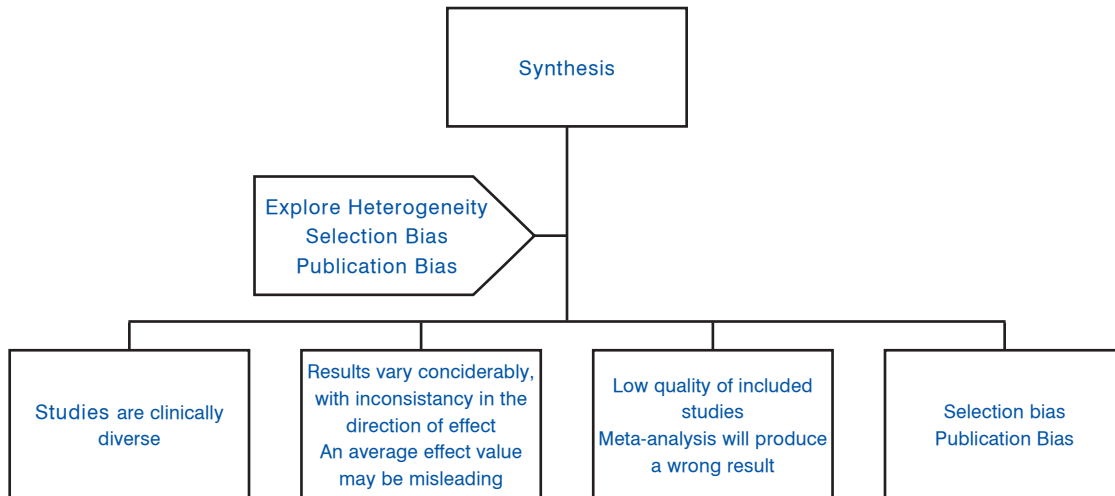 Synthesis
Explore Heterogeneity
Selection Bias
Publication Bias
Studies are clinically
diverse
Results vary conciderably,
with inconsistancy in the
direction of effect
An average effect value
may be misleading
Low quality of included
studies
Meta-analysis will produce
a wrong result
Selection bias
Publication Bias